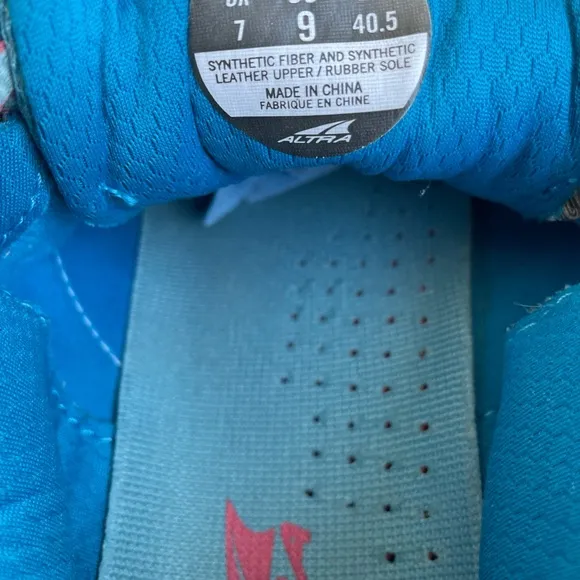 7 9 40.5
SYNTHETIC FIBER AND SYNTHETIC
LEATHER UPPER / RUBBER SOLE
MADE IN CHINA
FABRIQUE EN CHINE
ALTRA